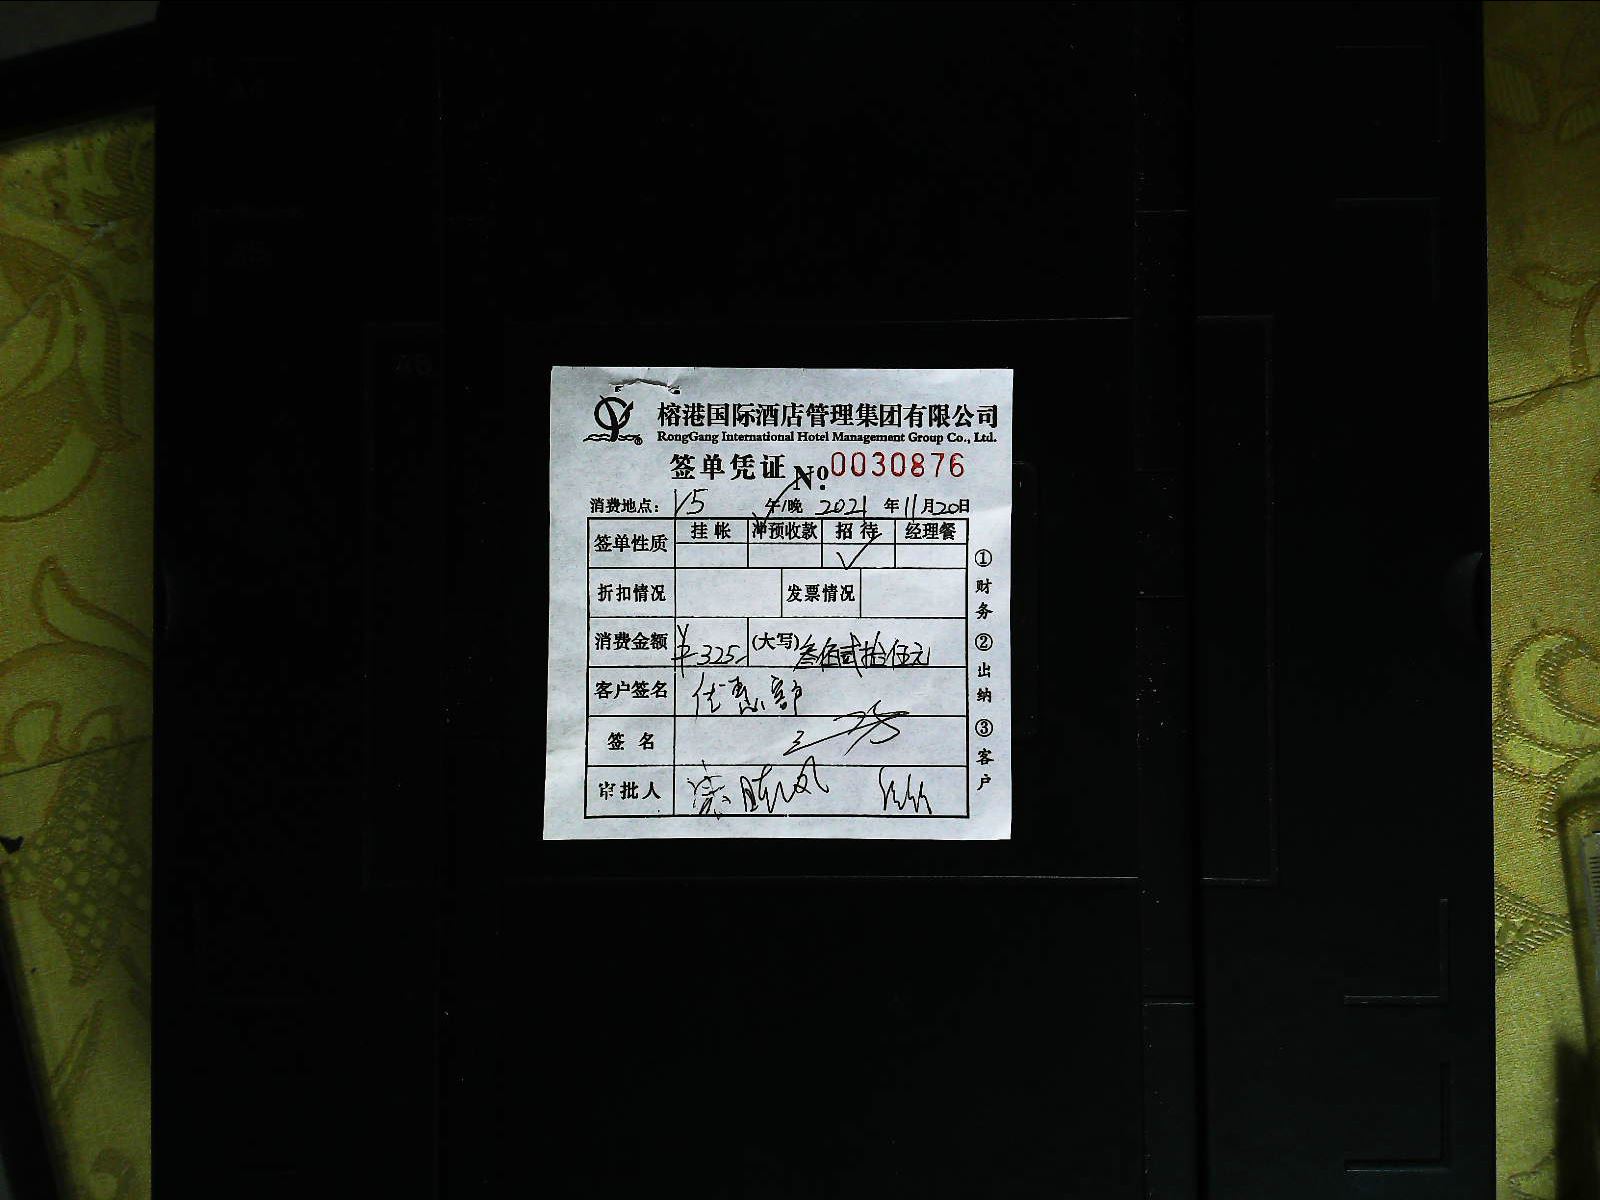 榕港国际酒店管理集团有限公司
RongGang International Hotel Management Group Co., Ltd.
签单凭证 No: 0030876
消费地点: V5 午/晚 2021 年 11 月 20 日
签单性质 挂帐 冲预收款 招待 经理餐
✓
折扣情况 发票情况
消费金额 ¥325 (大写) 叁佰贰拾伍元
客户签名
签名
审批人
①财务 ②出纳 ③客户